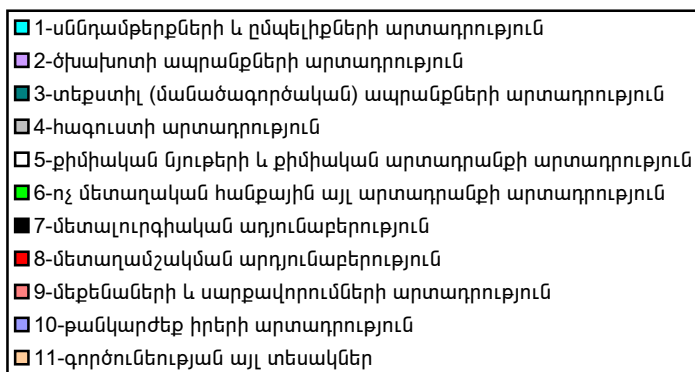 1-սննդամթերքների և ըմպելիքների արտադրություն
2-ծխախոտի ապրանքների արտադրություն
3-տեքստիլ (մանածագործական) ապրանքների արտադրություն
4-հագուստի արտադրություն
5-քիմիական նյութերի և քիմիական արտադրանքի արտադրություն
6-ոչ մետաղական հանքային այլ արտադրանքի արտադրություն
7-մետալուրգիական ադյունաբերություն
8-մետաղամշակման արդյունաբերություն
9-մեքենաների և սարքավորումների արտադրություն
10-թանկարժեք իրերի արտադրություն
11-գործունեության այլ տեսակներ